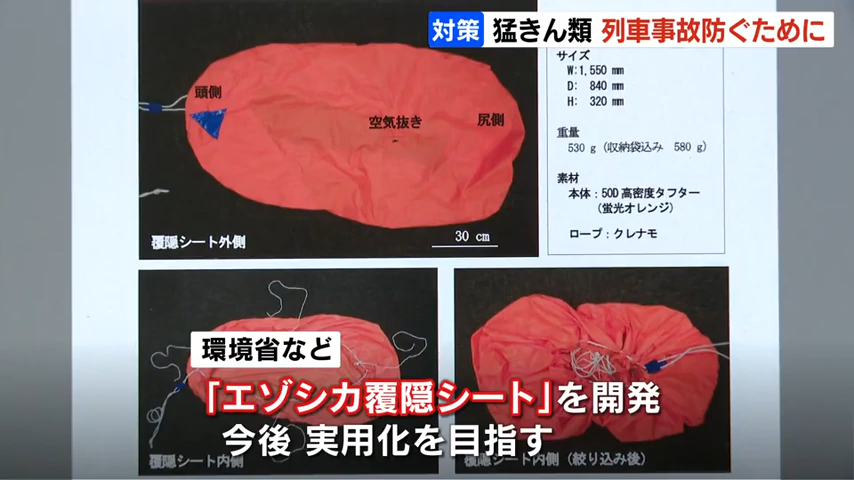 対策 猛きん類 列車事故防ぐために
頭側
空気抜き
尻側
30 cm
覆隠シート外側
サイズ
W:1,550 mm
D: 840 mm
H: 320 mm
重量
530 g (収納袋込み 580 g)
素材
本体：50D高密度タフター
(蛍光オレンジ)
ロープ：クレナモ
環境省など
「エゾシカ覆隠シート」を開発
今後 実用化を目指す
覆隠シート内側
覆隠シート内側 (絞り込み後)